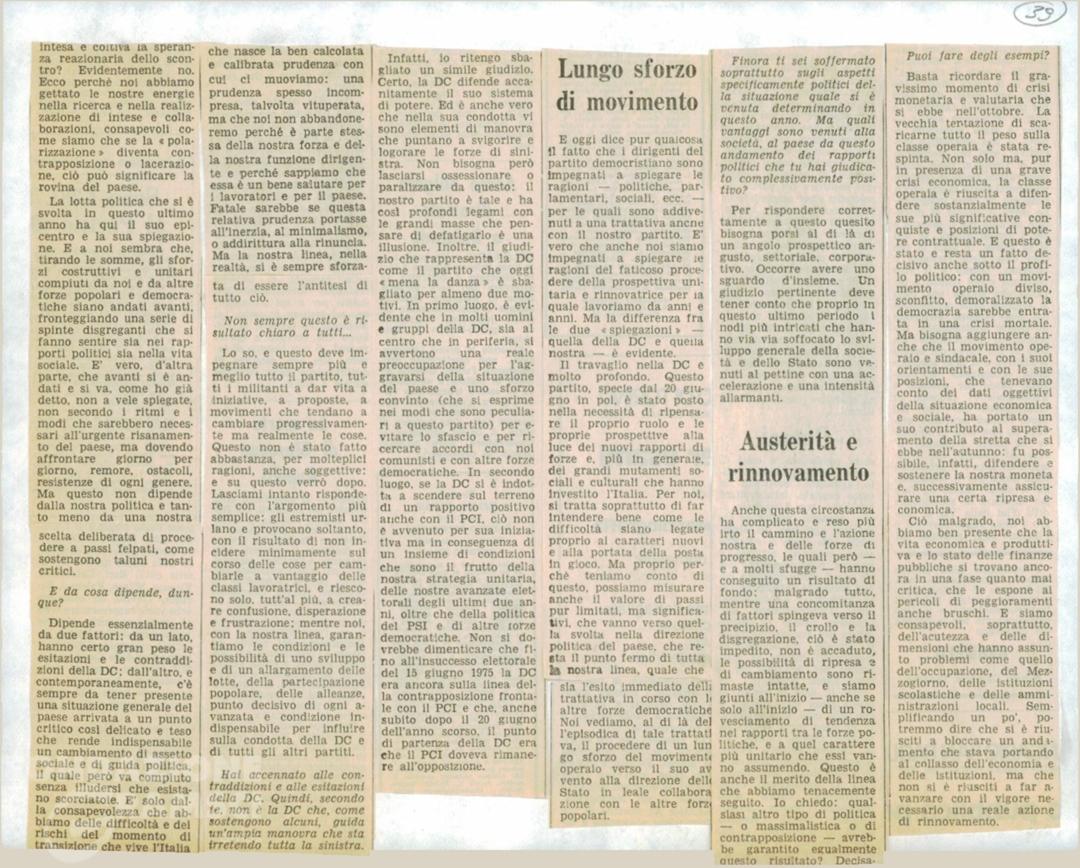 39
intesa e coltiva la speran-
za reazionaria dello scon-
tro? Evidentemente no.
Ecco perchè noi abbiamo
gettato le nostre energie
nella ricerca e nella realiz-
zazione di intese e colla-
borazioni, consapevoli co-
me siamo che se la « pola-
rizzazione » diventa con-
trapposizione o lacerazio-
ne, ciò può significare la
rovina del paese.
La lotta politica che si è
svolta in questo ultimo
anno ha qui il suo epi-
centro e la sua spiegazio-
ne. E a noi sembra che,
tirando le somme, gli sfor-
zi costruttivi e unitari
compiuti da noi e da altre
forze popolari e democra-
tiche siano andati avanti,
fronteggiando una serie di
spinte disgreganti che si
fanno sentire sia nei rap-
porti politici sia nella vita
sociale. E' vero, d'altra
parte, che avanti si è an-
dati e si va, come ho già
detto, non a vele spiegate,
non secondo i ritmi e i
modi che sarebbero neces-
sari all'urgente risanamen-
to del paese, ma dovendo
affrontare giorno per
giorno, remore, ostacoli,
resistenze di ogni genere.
Ma questo non dipende
dalla nostra politica e tan-
to meno da una nostra
scelta deliberata di proce-
dere a passi felpati, come
sostengono taluni nostri
critici.
E da cosa dipende, dun-
que?
Dipende essenzialmente
da due fattori: da un lato,
hanno certo gran peso le
esitazioni e le contraddi-
zioni della DC; dall'altro, e
contemporaneamente, c'è
sempre da tener presente
una situazione generale del
paese arrivata a un punto
critico così delicato e teso
che rende indispensabile
un cambiamento di assetto
sociale e di guida politica,
il quale però va compiuto
senza illudersi che esista-
no scorciatoie. E' solo dal-
la consapevolezza che ab-
biamo delle difficoltà e dei
rischi del momento di
transizione che vive l'Italia
che nasce la ben calcolata
e calibrata prudenza con
cui ci muoviamo: una
prudenza spesso incom-
presa, talvolta vituperata,
ma che noi non abbandone-
remo perchè è parte stes-
sa della nostra forza e del-
la nostra funzione dirigen-
te e perchè sappiamo che
essa è un bene salutare per
i lavoratori e per il paese.
Fatale sarebbe se questa
relativa prudenza portasse
all'inerzia, al minimalismo,
o addirittura alla rinuncia.
Ma la nostra linea, nella
realtà, si è sempre sforza-
ta di essere l'antitesi di
tutto ciò.
Non sempre questo è ri-
sultato chiaro a tutti...
Lo so, e questo deve im-
pegnare sempre più e
meglio tutto il partito, tut-
ti i militanti a dar vita a
iniziative, a proposte, a
movimenti che tendano a
cambiare progressivamen-
te ma realmente le cose.
Questo non è stato fatto
abbastanza, per molteplici
ragioni, anche soggettive:
e su questo verrò dopo.
Lasciami intanto risponde-
re con l'argomento più
semplice: gli estremisti ur-
lano e provocano soltanto,
con il risultato di non in-
cidere minimamente sul
corso delle cose per cam-
biarle a vantaggio delle
classi lavoratrici, e riesco-
no solo, tutt'al più, a crea-
re confusione, disperazione
e frustrazione; mentre noi,
con la nostra linea, garan-
tiamo le condizioni e le
possibilità di uno sviluppo
e di un allargamento delle
lotte, della partecipazione
popolare, delle alleanze,
punto decisivo di ogni a-
vanzata e condizione in-
dispensabile per influire
sulla condotta della DC e
di tutti gli altri partiti.
Hai accennato alle con-
traddizioni e alle esitazioni
della DC. Quindi, secondo
te, non è la DC che, come
sostengono alcuni, guida
un'ampia manovra che sta
irretendo tutta la sinistra.
Infatti, io ritengo sba-
gliato un simile giudizio.
Certo, la DC difende acca-
nitamente il suo sistema
di potere. Ed è anche vero
che nella sua condotta vi
sono elementi di manovra
che puntano a svigorire e
logorare le forze di sini-
stra. Non bisogna però
lasciarsi ossessionare o
paralizzare da questo: il
nostro partito è tale e ha
così profondi legami con
le grandi masse che pen-
sare di defatigarlo è una
illusione. Inoltre, il giudi-
zio che rappresenta la DC
come il partito che oggi
« mena la danza » è sba-
gliato per almeno due mo-
tivi. In primo luogo, è evi-
dente che in molti uomini
e gruppi della DC, sia al
centro che in periferia, si
avvertono una reale
preoccupazione per l'ag-
gravarsi della situazione
del paese e uno sforzo
convinto (che si esprime
nei modi che sono peculia-
ri a questo partito) per e-
vitare lo sfascio e per ri-
cercare accordi con noi
comunisti e con altre forze
democratiche. In secondo
luogo, se la DC si è indot-
ta a scendere sul terreno
di un rapporto positivo
anche con il PCI, ciò non
è avvenuto per sua inizia-
tiva ma in conseguenza di
un insieme di condizioni
che sono il frutto della
nostra strategia unitaria,
delle nostre avanzate elet-
torali degli ultimi due an-
ni, oltre che della politica
del PSI e di altre forze
democratiche. Non si do-
vrebbe dimenticare che fi-
no all'insuccesso elettorale
del 15 giugno 1975 la DC
era ancora sulla linea del-
la contrapposizione fronta-
le con il PCI e che, anche
subito dopo il 20 giugno
dell'anno scorso, il punto
di partenza della DC era
che il PCI doveva rimane-
re all'opposizione.
Lungo sforzo
di movimento
E oggi dice pur qualcosa
il fatto che i dirigenti del
partito democristiano sono
impegnati a spiegare le
ragioni — politiche, par-
lamentari, sociali, ecc. —
per le quali sono addive-
nuti a una trattativa anche
con il nostro partito. E'
vero che anche noi siamo
impegnati a spiegare le
ragioni del faticoso proce-
dere della prospettiva uni-
taria e rinnovatrice per la
quale lavoriamo da anni e
anni. Ma la differenza fra
le due « spiegazioni » —
quella della DC e quella
nostra — è evidente.
Il travaglio nella DC è
molto profondo. Questo
partito, specie dal 20 giu-
gno in poi, è stato posto
nella necessità di ripensa-
re il proprio ruolo e le
proprie prospettive alla
luce dei nuovi rapporti di
forze e, più in generale,
dei grandi mutamenti so-
ciali e culturali che hanno
investito l'Italia. Per noi,
si tratta soprattutto di far
intendere bene come le
difficoltà siano legate
proprio ai caratteri nuovi
e alla portata della posta
in gioco. Ma proprio per-
chè teniamo conto di
questo, possiamo misurare
anche il valore di passi
pur limitati, ma significa-
tivi, che vanno verso quel-
la svolta nella direzione
politica del paese, che re-
sta il punto fermo di tutta
la nostra linea, quale che
sia l'esito immediato della
trattativa in corso con le
altre forze democratiche
Noi vediamo, al di là del
l'episodica di tale trattati
va, il procedere di un lun
go sforzo del movimento
operaio verso il suo av
vento alla direzione dello
Stato in leale collabora
zione con le altre forze
popolari.
Finora ti sei soffermato
soprattutto sugli aspetti
specificamente politici del-
la situazione quale si è
venuta determinando in
questo anno. Ma quali
vantaggi sono venuti alla
società, al paese da questo
andamento dei rapporti
politici che tu hai giudica-
to complessivamente posi-
tivo?
Per rispondere corret-
tamente a questo quesito
bisogna porsi al di là di
un angolo prospettico an-
gusto, settoriale, corpora-
tivo. Occorre avere uno
sguardo d'insieme. Un
giudizio pertinente deve
tener conto che proprio in
questo ultimo periodo i
nodi più intricati che han-
no via via soffocato lo svi-
luppo generale della socie-
tà e dello Stato sono ve-
nuti al pettine con una ac-
celerazione e una intensità
allarmanti.
Austerità e
rinnovamento
Anche questa circostanza
ha complicato e reso più
irto il cammino e l'azione
nostra e delle forze di
progresso, le quali però —
e a molti sfugge — hanno
conseguito un risultato di
fondo: malgrado tutto,
mentre una concomitanza
di fattori spingeva verso il
precipizio, il crollo e la
disgregazione, ciò è stato
impedito, non è accaduto,
le possibilità di ripresa e
di cambiamento sono ri-
maste intatte, e siamo
giunti all'inizio — anche se
solo all'inizio — di un ro-
vesciamento di tendenza
nei rapporti tra le forze po-
litiche, e a quel carattere
più unitario che essi van-
no assumendo. Questo è
anche il merito della linea
che abbiamo tenacemente
seguito. Io chiedo: qual-
siasi altro tipo di politica
— o massimalistica o di
contrapposizione — avreb-
be garantito egualmente
questo risultato? Decisa-
Puoi fare degli esempi?
Basta ricordare il gra-
vissimo momento di crisi
monetaria e valutaria che
si ebbe nell'ottobre. La
vecchia tentazione di sca-
ricarne tutto il peso sulla
classe operaia è stata re-
spinta. Non solo ma, pur
in presenza di una grave
crisi economica, la classe
operaia è riuscita a difen-
dere sostanzialmente le
sue più significative con-
quiste e posizioni di pote-
re contrattuale. E questo è
stato e resta un fatto de-
cisivo anche sotto il profi-
lo politico: con un movi-
mento operaio diviso,
sconfitto, demoralizzato la
democrazia sarebbe entra-
ta in una crisi mortale.
Ma bisogna aggiungere an-
che che il movimento ope-
raio e sindacale, con i suoi
orientamenti e con le sue
posizioni, che tenevano
conto dei dati oggettivi
della situazione economica
e sociale, ha portato un
suo contributo al supera-
mento della stretta che si
ebbe nell'autunno: fu pos-
sibile, infatti, difendere e
sostenere la nostra moneta
e, successivamente assicu-
rare una certa ripresa e-
conomica.
Ciò malgrado, noi ab-
biamo ben presente che la
vita economica e produtti-
va e lo stato delle finanze
pubbliche si trovano anco-
ra in una fase quanto mai
critica, che le espone ai
pericoli di peggioramenti
anche bruschi. E siamo
consapevoli, soprattutto,
dell'acutezza e delle di-
mensioni che hanno assun-
to problemi come quello
dell'occupazione, del Mez-
zogiorno, delle istituzioni
scolastiche e delle ammi-
nistrazioni locali. Sem-
plificando un po', po-
tremmo dire che si è riu-
sciti a bloccare un anda-
mento che stava portando
al collasso dell'economia e
delle istituzioni, ma che
non si è riusciti a far a-
vanzare con il vigore ne-
cessario una reale azione
di rinnovamento.